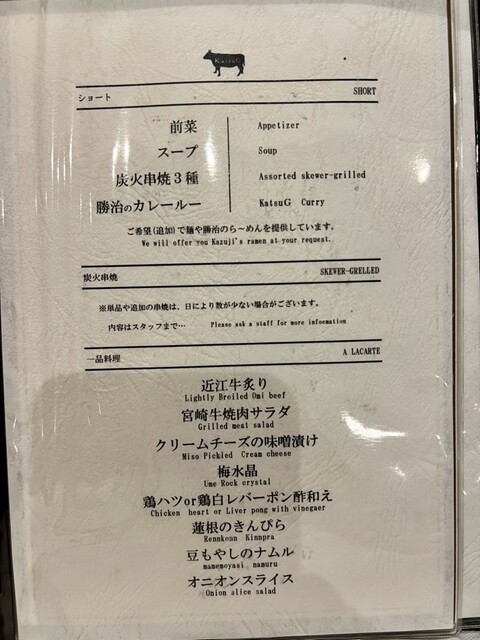 ショート SHORT
前菜 Appetizer
スープ Soup
炭火串焼３種 Assorted skewer-grilled
勝治のカレールー KatsuG Curry
ご希望(追加)で麺や勝治のら～めんを提供しています。
We will offer you Kazuji's ramen at your request.
炭火串焼 SKEWER-GRELLED
※単品や追加の串焼は、日により数が少ない場合がございます。
内容はスタッフまで… Please ask a staff for more infoemation
一品料理 A LACARTE
近江牛炙り
Lightly Broiled Omi beef
宮崎牛焼肉サラダ
Grilled meat salad
クリームチーズの味噌漬け
Miso Pickled Cream cheese
梅水晶
Ume Rock crystal
鶏ハツor鶏白レバーポン酢和え
Chicken heart or Liver pong with vinegaer
蓮根のきんぴら
Rennkoan Kinnpra
豆もやしのナムル
mamemoyasi namuru
オニオンスライス
Onion alice salad